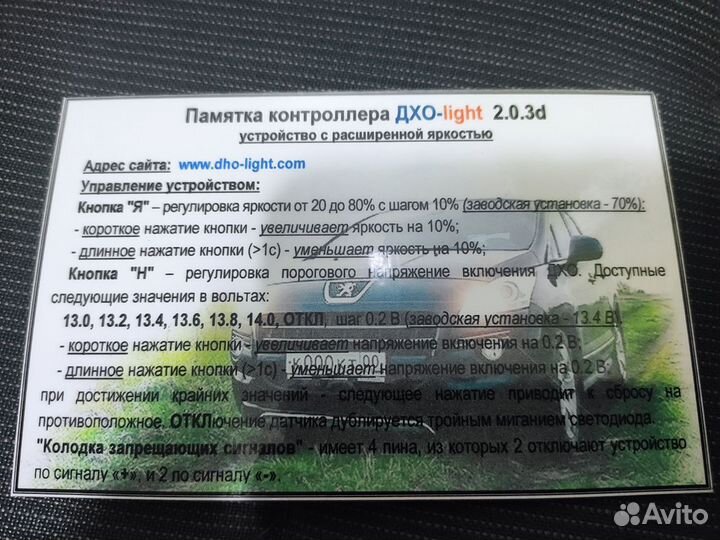 Памятка контроллера ДХО-light 2.0.3d
устройство с расширенной яркостью
Адрес сайта: www.dho-light.com
Управление устройством:
Кнопка "Я" – регулировка яркости от 20 до 80% с шагом 10% (заводская установка - 70%):
- короткое нажатие кнопки - увеличивает яркость на 10%;
- длинное нажатие кнопки (>1с) - уменьшает яркость на 10%;
Кнопка "Н" – регулировка порогового напряжение включения ДХО. Доступные
следующие значения в вольтах:
13.0, 13.2, 13.4, 13.6, 13.8, 14.0, ОТКЛ, шаг 0.2 В (заводская установка - 13.4 В).
- короткое нажатие кнопки - увеличивает напряжение включения на 0.2 В;
- длинное нажатие кнопки (>1с) - уменьшает напряжение включения на 0.2 В;
при достижении крайних значений - следующее нажатие приводит к сбросу на
противоположное, ОТКЛючение датчика дублируется тройным миганием светодиода.
"Колодка запрещающих сигналов" - имеет 4 пина, из которых 2 отключают устройство
по сигналу «+», и 2 по сигналу «-».
к000кт 00
Avito